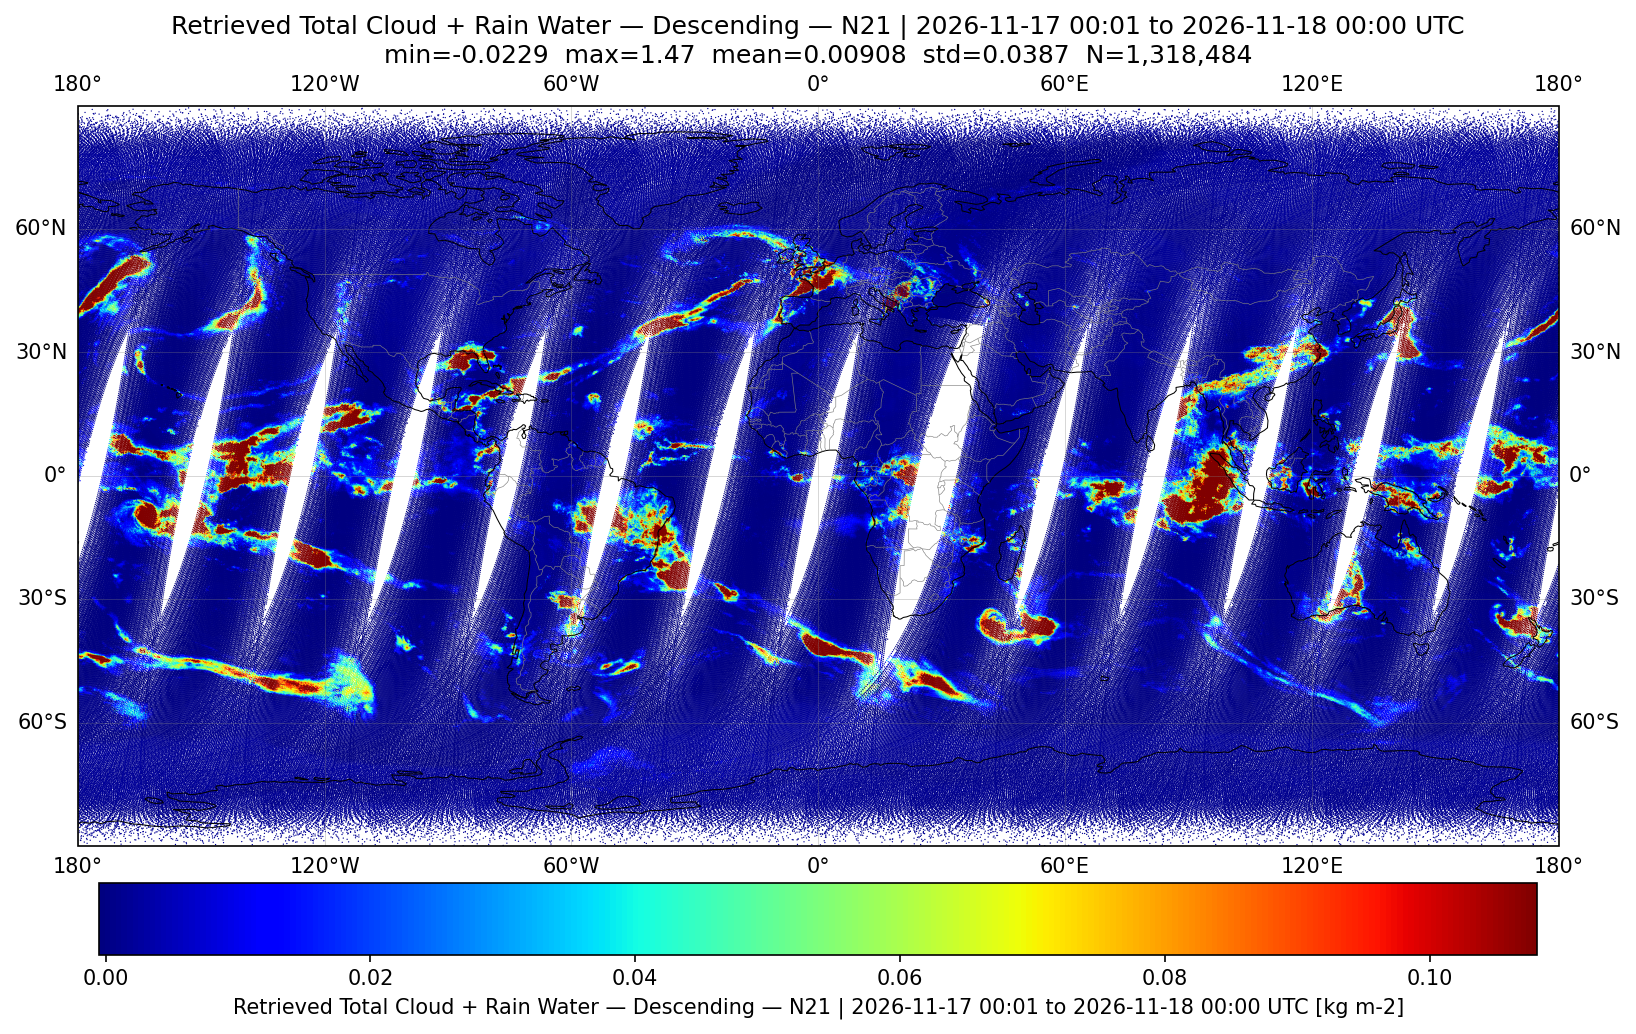 Retrieved Total Cloud + Rain Water — Descending — N21 | 2026-11-17 00:01 to 2026-11-18 00:00 UTC
min=-0.0229  max=1.47  mean=0.00908  std=0.0387  N=1,318,484
180° 120°W 60°W 0° 60°E 120°E 180°
60°N 60°N
30°N 30°N
0° 0°
30°S 30°S
60°S 60°S
180° 120°W 60°W 0° 60°E 120°E 180°
0.00 0.02 0.04 0.06 0.08 0.10
Retrieved Total Cloud + Rain Water — Descending — N21 | 2026-11-17 00:01 to 2026-11-18 00:00 UTC [kg m-2]